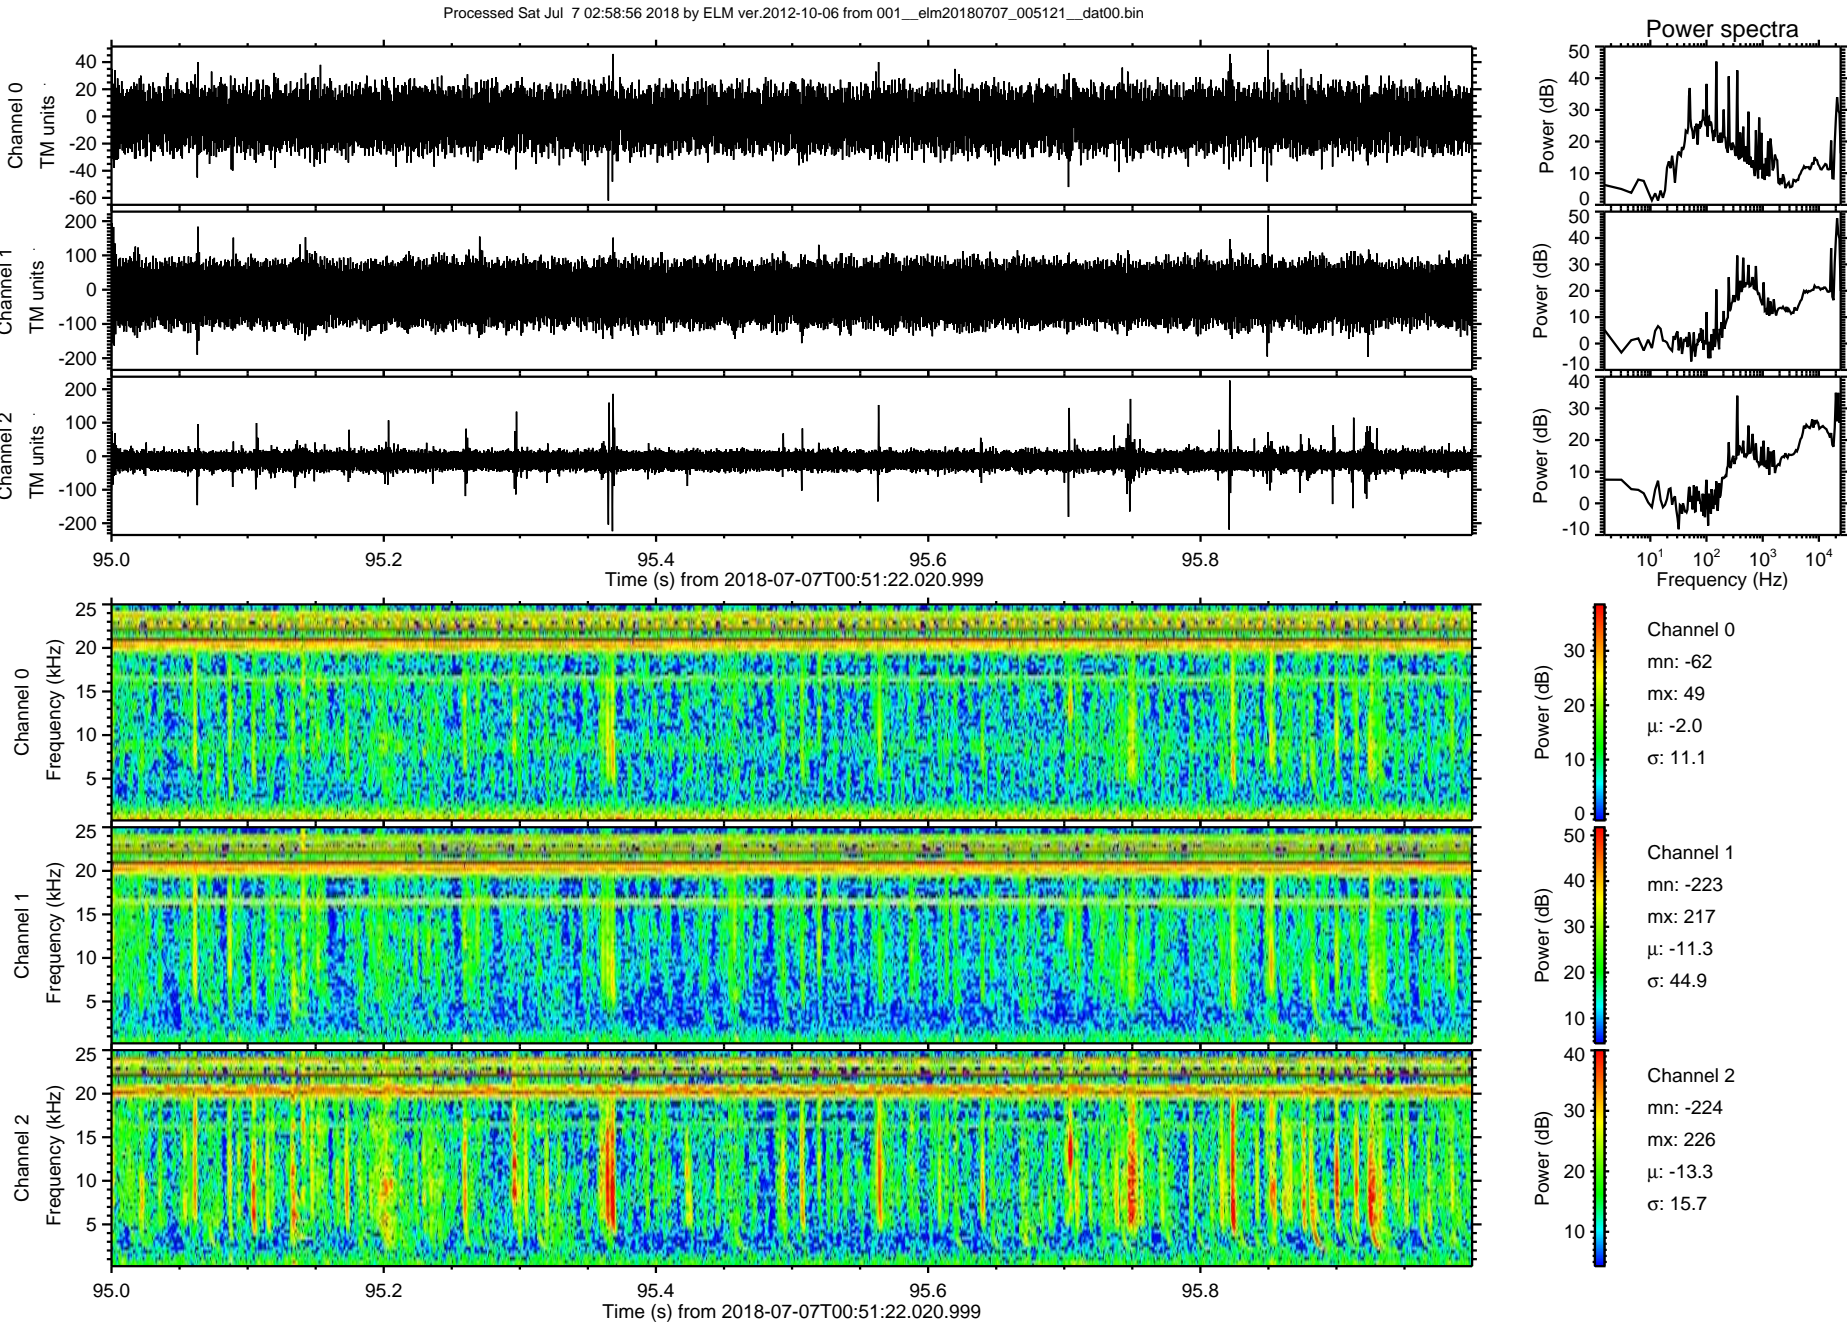 Processed Sat Jul 7 02:58:56 2018 by ELM ver.2012-10-06 from 001__elm20180707_005121__dat00.bin
Power spectra
Channel 0
TM units
40
20
0
-20
-40
-60
Power (dB)
50
40
30
20
10
0
Channel 1
TM units
200
100
0
-100
-200
Power (dB)
50
40
30
20
10
0
-10
Channel 2
TM units
200
100
0
-100
-200
Power (dB)
40
30
20
10
0
-10
95.0 95.2 95.4 95.6 95.8
Time (s) from 2018-07-07T00:51:22.020.999
10¹ 10² 10³ 10⁴
Frequency (Hz)
Channel 0
Frequency (kHz)
25
20
15
10
5
Power (dB)
30
20
10
0
Channel 0
mn: -62
mx: 49
μ: -2.0
σ: 11.1
Channel 1
Frequency (kHz)
25
20
15
10
5
Power (dB)
50
40
30
20
10
Channel 1
mn: -223
mx: 217
μ: -11.3
σ: 44.9
Channel 2
Frequency (kHz)
25
20
15
10
5
Power (dB)
40
30
20
10
Channel 2
mn: -224
mx: 226
μ: -13.3
σ: 15.7
95.0 95.2 95.4 95.6 95.8
Time (s) from 2018-07-07T00:51:22.020.999